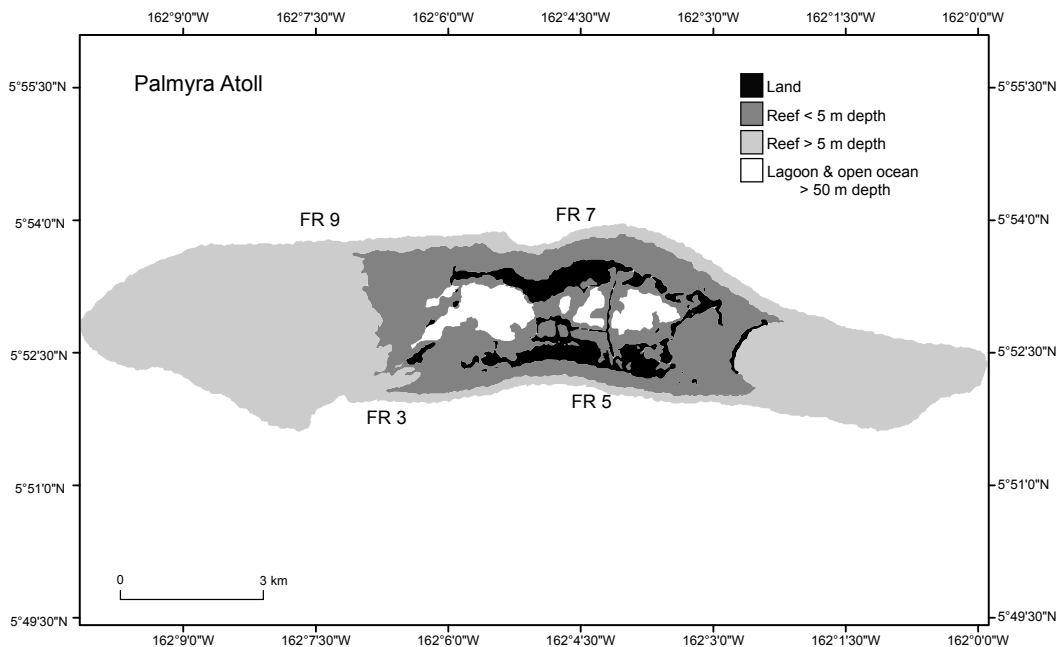 162°9'0"W 162°7'30"W 162°6'0"W 162°4'30"W 162°3'0"W 162°1'30"W 162°0'0"W
Palmyra Atoll
5°55'30"N 5°55'30"N
Land
Reef < 5 m depth
Reef > 5 m depth
Lagoon & open ocean
> 50 m depth
5°54'0"N FR 9 FR 7 5°54'0"N
5°52'30"N 5°52'30"N
FR 3 FR 5
5°51'0"N 5°51'0"N
0 3 km
5°49'30"N 5°49'30"N
162°9'0"W 162°7'30"W 162°6'0"W 162°4'30"W 162°3'0"W 162°1'30"W 162°0'0"W